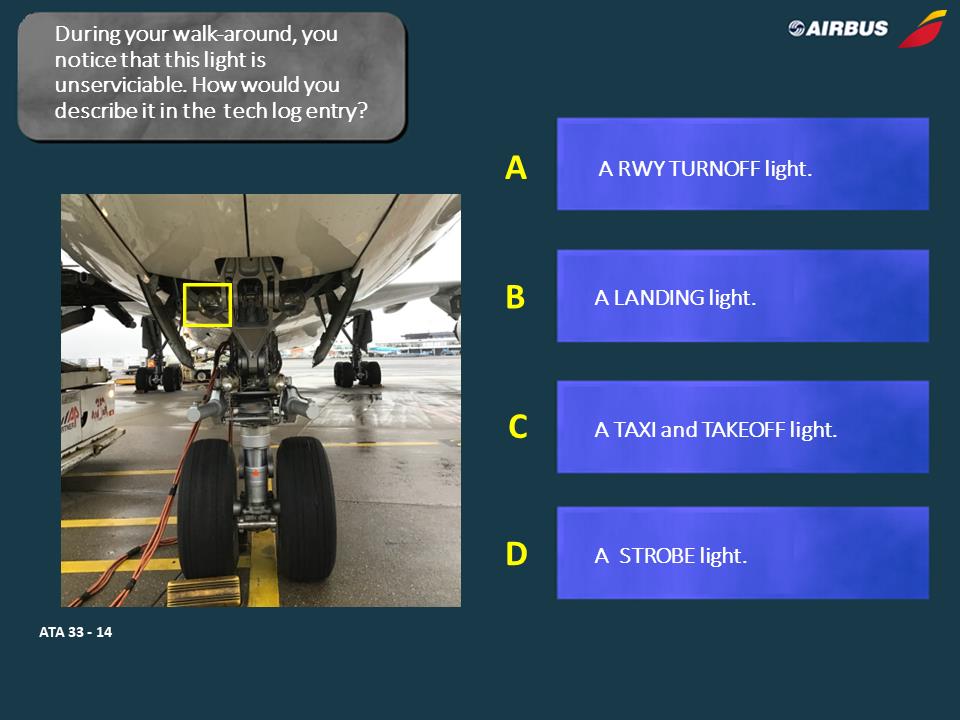 During your walk-around, you
notice that this light is
unserviciable. How would you
describe it in the tech log entry?
AIRBUS
A
A RWY TURNOFF light.
B
A LANDING light.
C
A TAXI and TAKEOFF light.
D
A STROBE light.
ATA 33 - 14